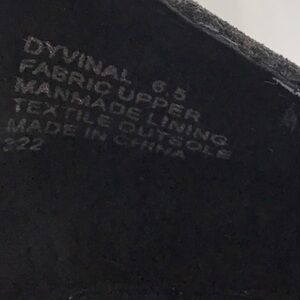 DYVINAL 6.5
FABRIC UPPER
MANMADE LINING
TEXTILE OUTSOLE
MADE IN CHINA
322